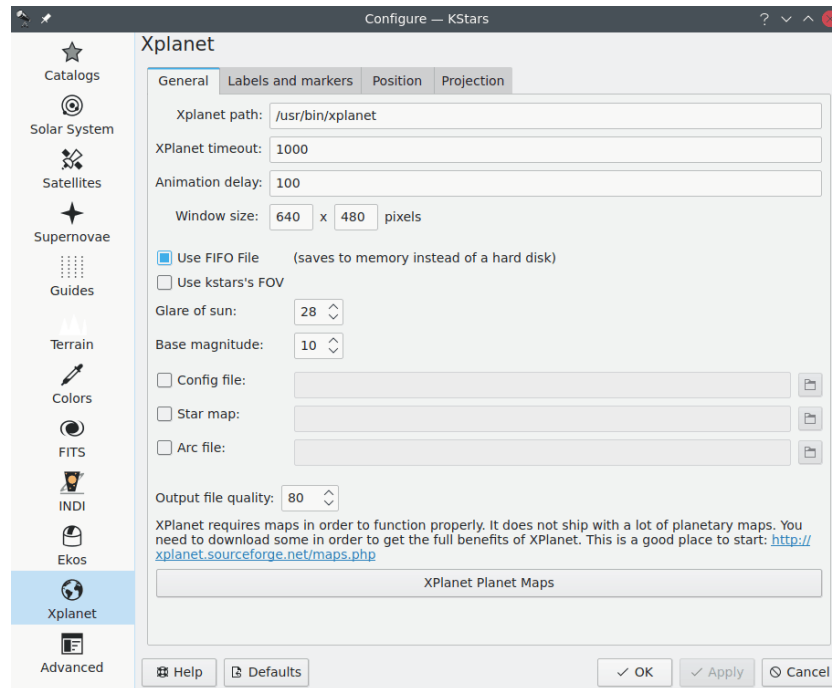 Configure — KStars
Catalogs
Solar System
Satellites
Supernovae
Guides
Terrain
Colors
FITS
INDI
Ekos
Xplanet
Advanced
Xplanet
General Labels and markers Position Projection
Xplanet path: /usr/bin/xplanet
XPlanet timeout: 1000
Animation delay: 100
Window size: 640 x 480 pixels
Use FIFO File (saves to memory instead of a hard disk)
Use kstars's FOV
Glare of sun: 28
Base magnitude: 10
Config file:
Star map:
Arc file:
Output file quality: 80
XPlanet requires maps in order to function properly. It does not ship with a lot of planetary maps. You
need to download some in order to get the full benefits of XPlanet. This is a good place to start: http://
xplanet.sourceforge.net/maps.php
XPlanet Planet Maps
Help Defaults OK Apply Cancel